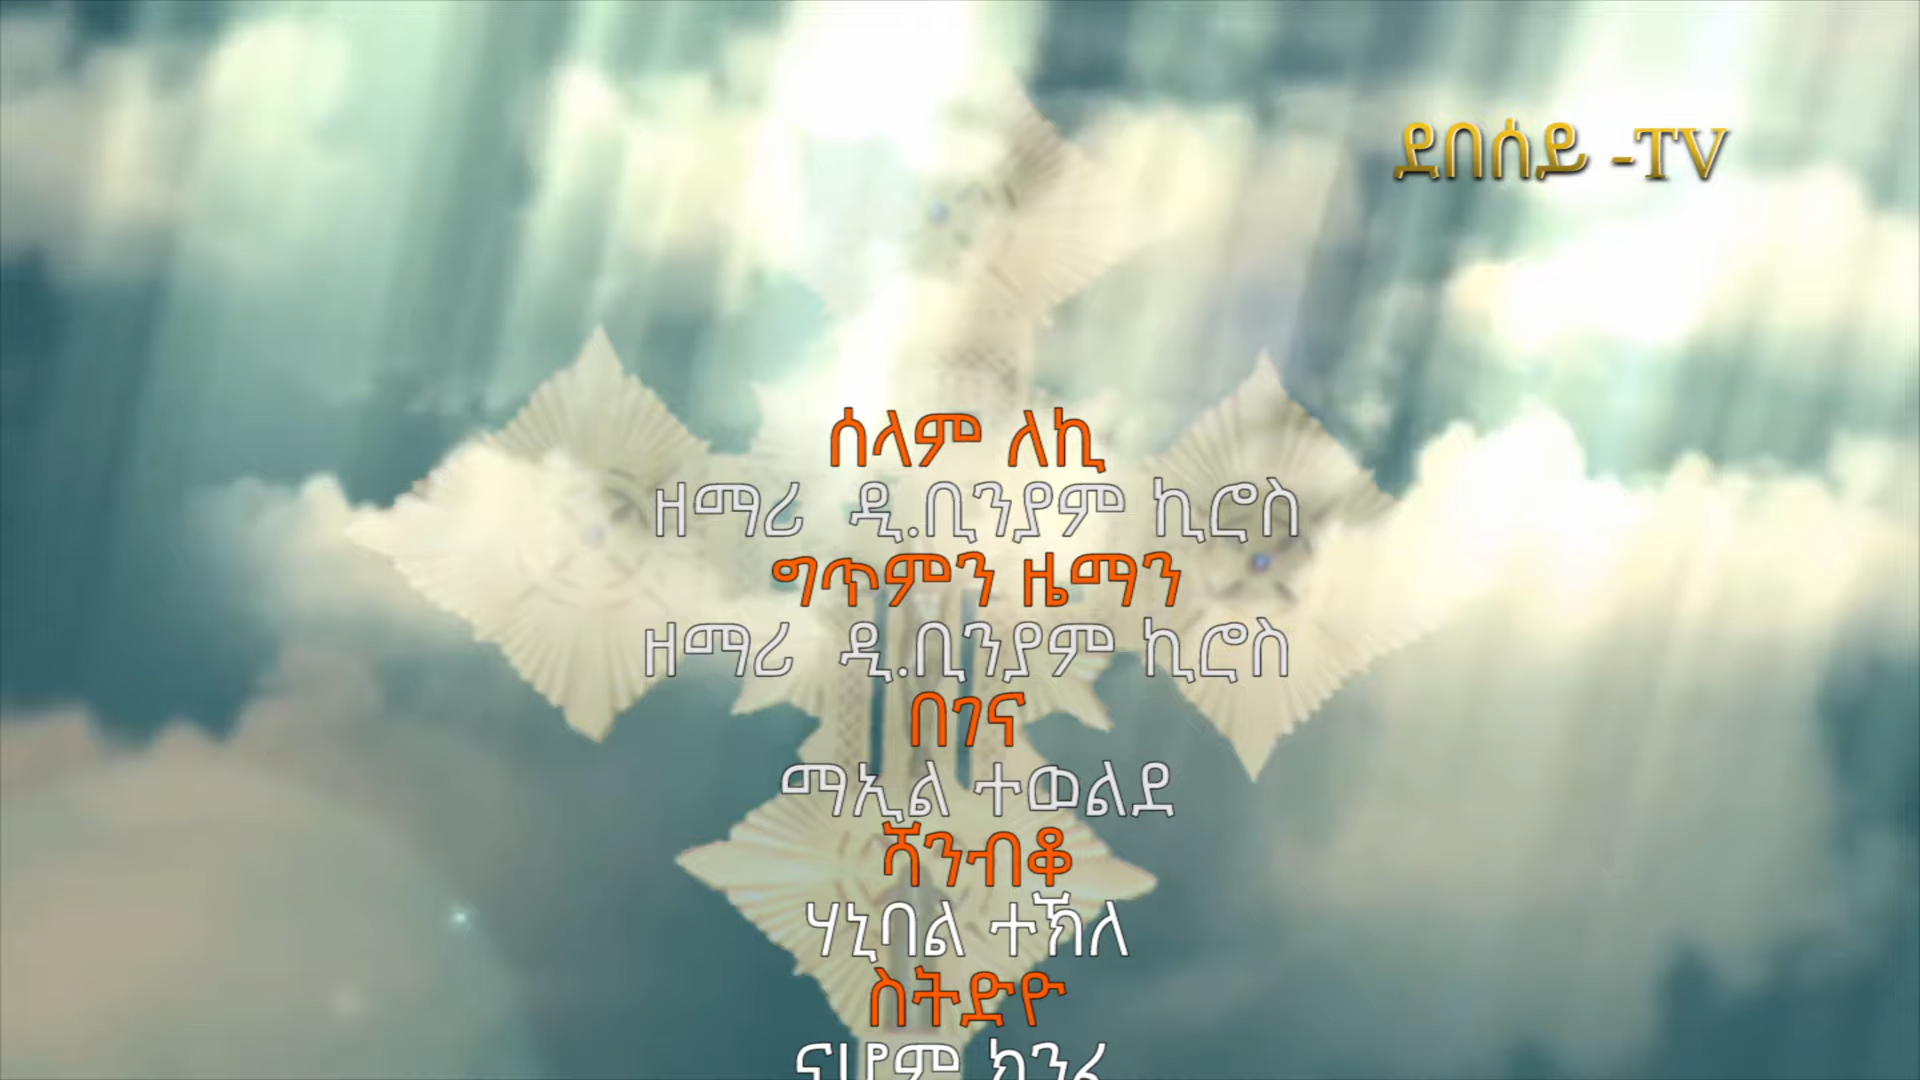 ደበሰይ -TV
ሰላም ለኪ
ዘማሪ ዲ.ቢንያም ኪሮስ
ግጥምን ዜማን
ዘማሪ ዲ.ቢንያም ኪሮስ
በገና
ማኢል ተወልደ
ሻንብቆ
ሃኒባል ተኽለ
ስትድዮ
ናሆም